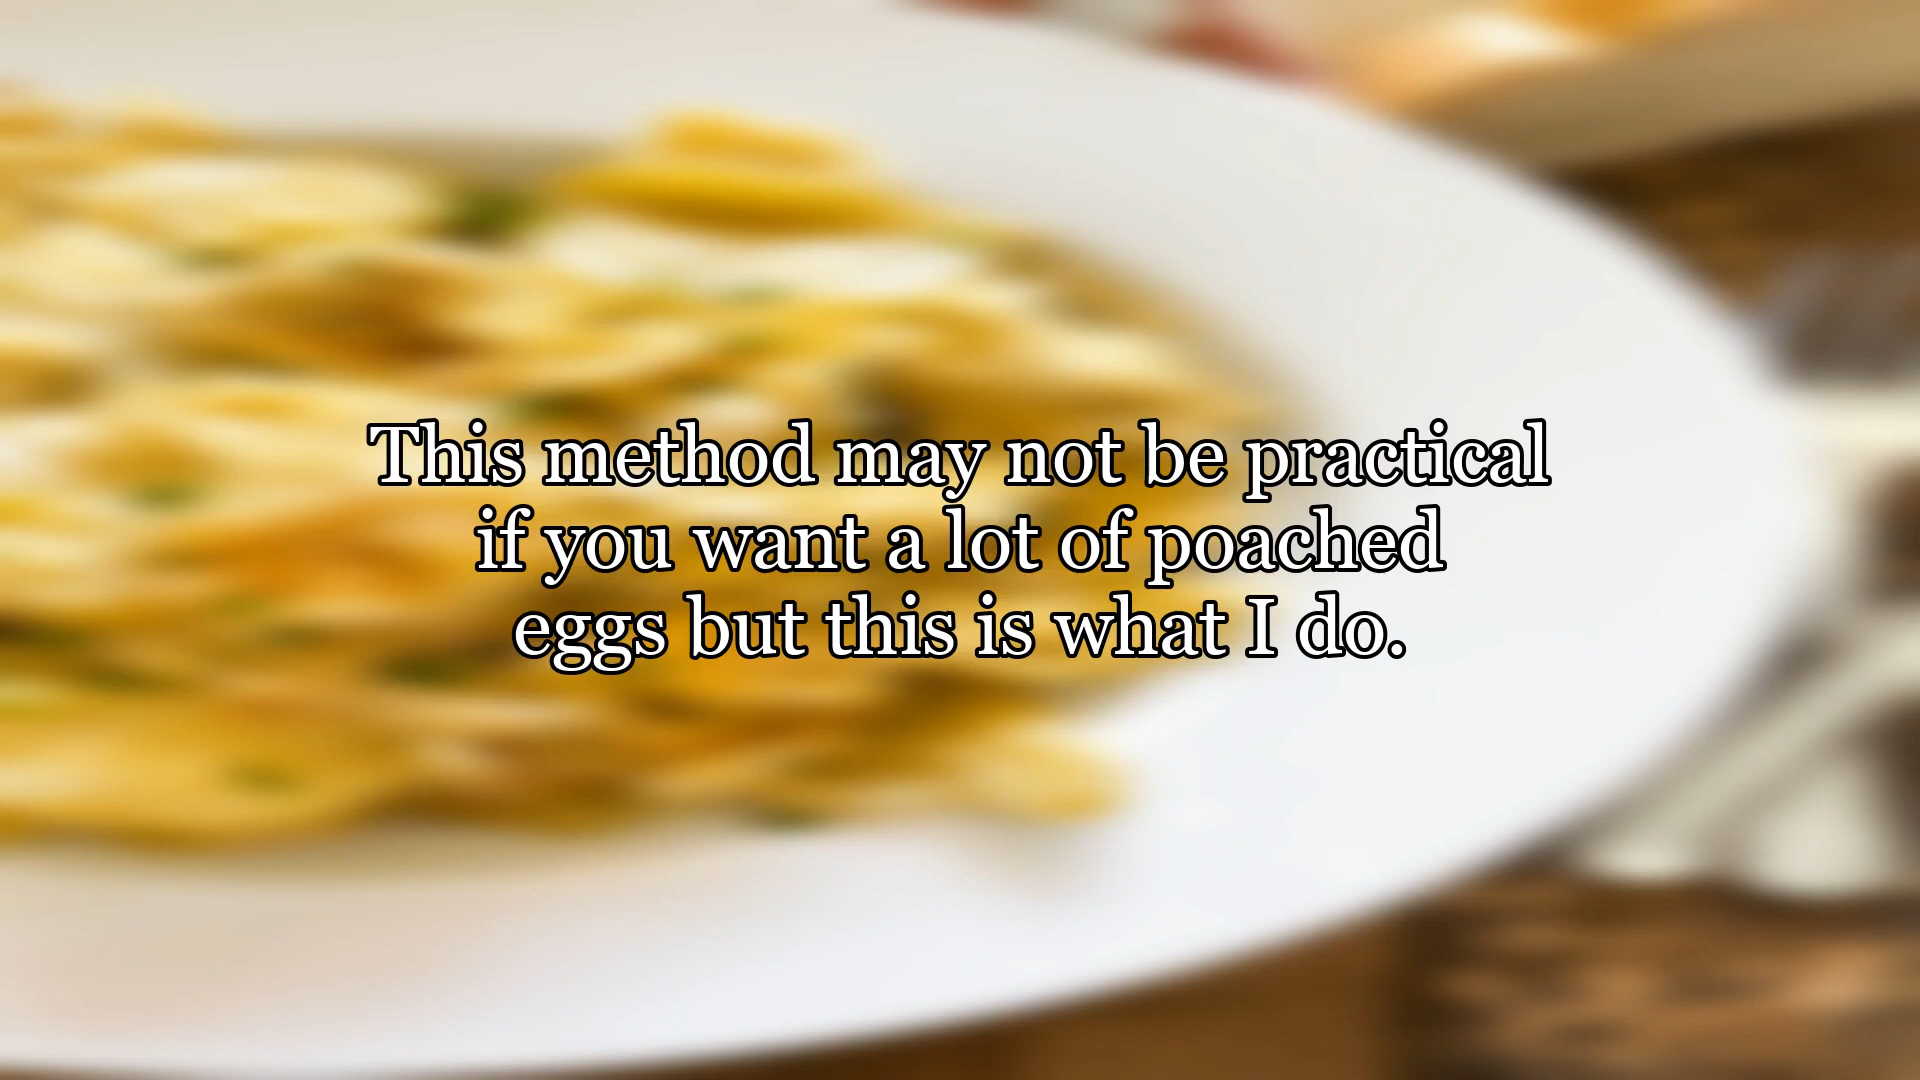 This method may not be practical
if you want a lot of poached
eggs but this is what I do.